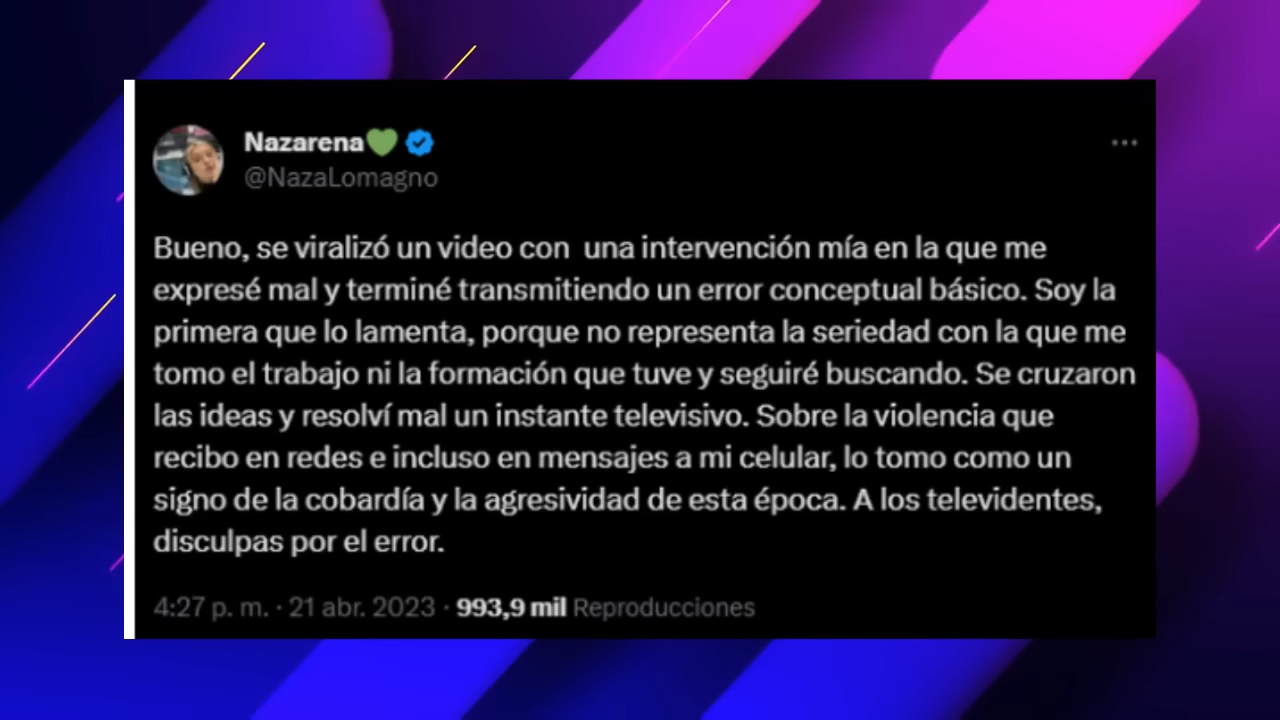 Nazarena💚
@NazaLomagno
Bueno, se viralizó un video con  una intervención mía en la que me
expresé mal y terminé transmitiendo un error conceptual básico. Soy la
primera que lo lamenta, porque no representa la seriedad con la que me
tomo el trabajo ni la formación que tuve y seguiré buscando. Se cruzaron
las ideas y resolví mal un instante televisivo. Sobre la violencia que
recibo en redes e incluso en mensajes a mi celular, lo tomo como un
signo de la cobardía y la agresividad de esta época. A los televidentes,
disculpas por el error.
4:27 p. m. · 21 abr. 2023 · 993,9 mil Reproducciones